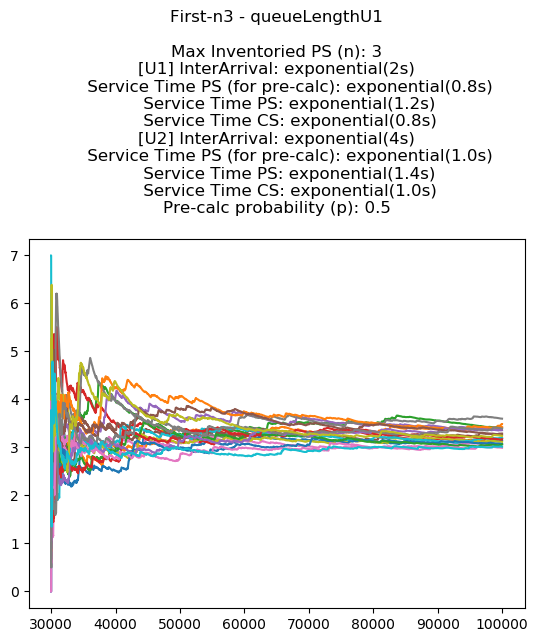 First-n3 - queueLengthU1
Max Inventoried PS (n): 3
[U1] InterArrival: exponential(2s)
Service Time PS (for pre-calc): exponential(0.8s)
Service Time PS: exponential(1.2s)
Service Time CS: exponential(0.8s)
[U2] InterArrival: exponential(4s)
Service Time PS (for pre-calc): exponential(1.0s)
Service Time PS: exponential(1.4s)
Service Time CS: exponential(1.0s)
Pre-calc probability (p): 0.5
7
6
5
4
3
2
1
0
30000 40000 50000 60000 70000 80000 90000 100000